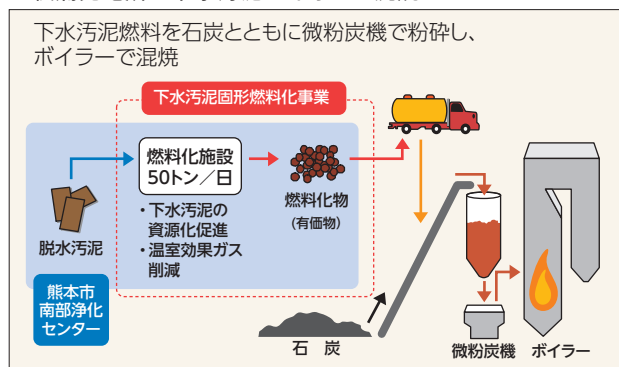 下水汚泥燃料を石炭とともに微粉炭機で粉砕し、
ボイラーで混焼
下水汚泥固形燃料化事業
燃料化施設
50トン／日
燃料化物
(有価物)
・下水汚泥の
資源化促進
・温室効果ガス
削減
脱水汚泥
熊本市
南部浄化
センター
石 炭
微粉炭機
ボイラー